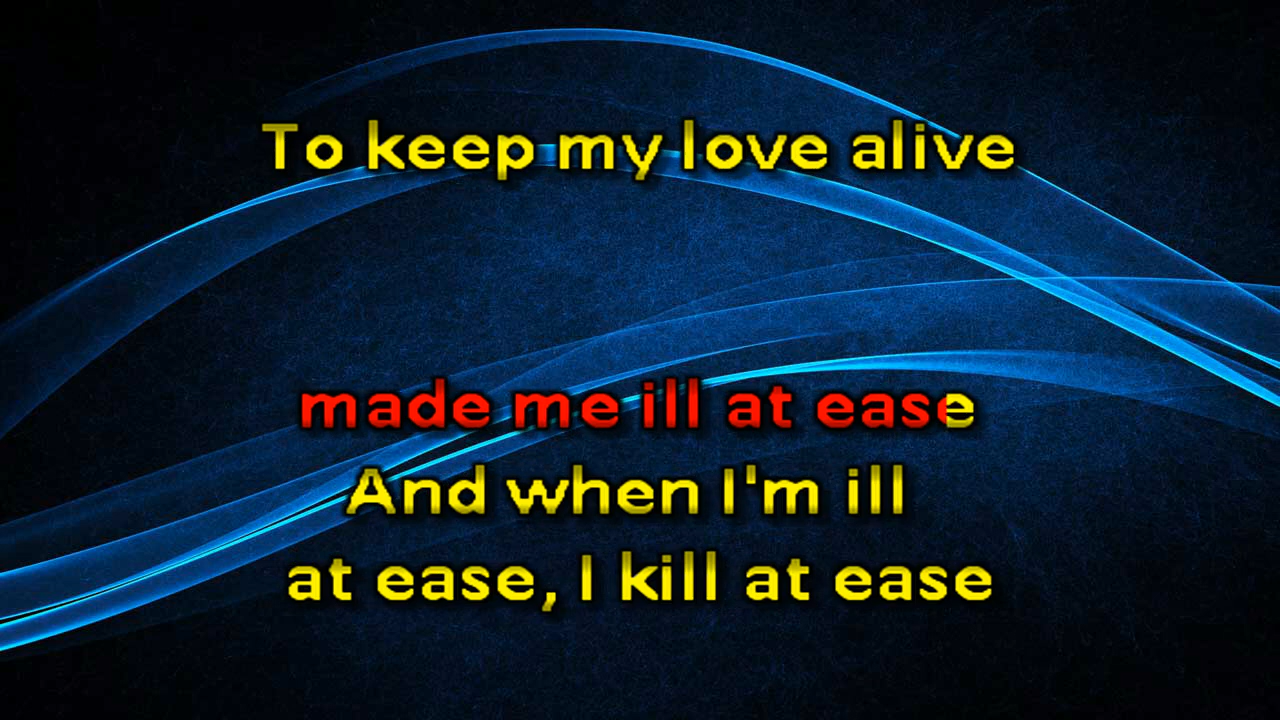 To keep my love alive
made me ill at ease
And when I'm ill
at ease, I kill at ease